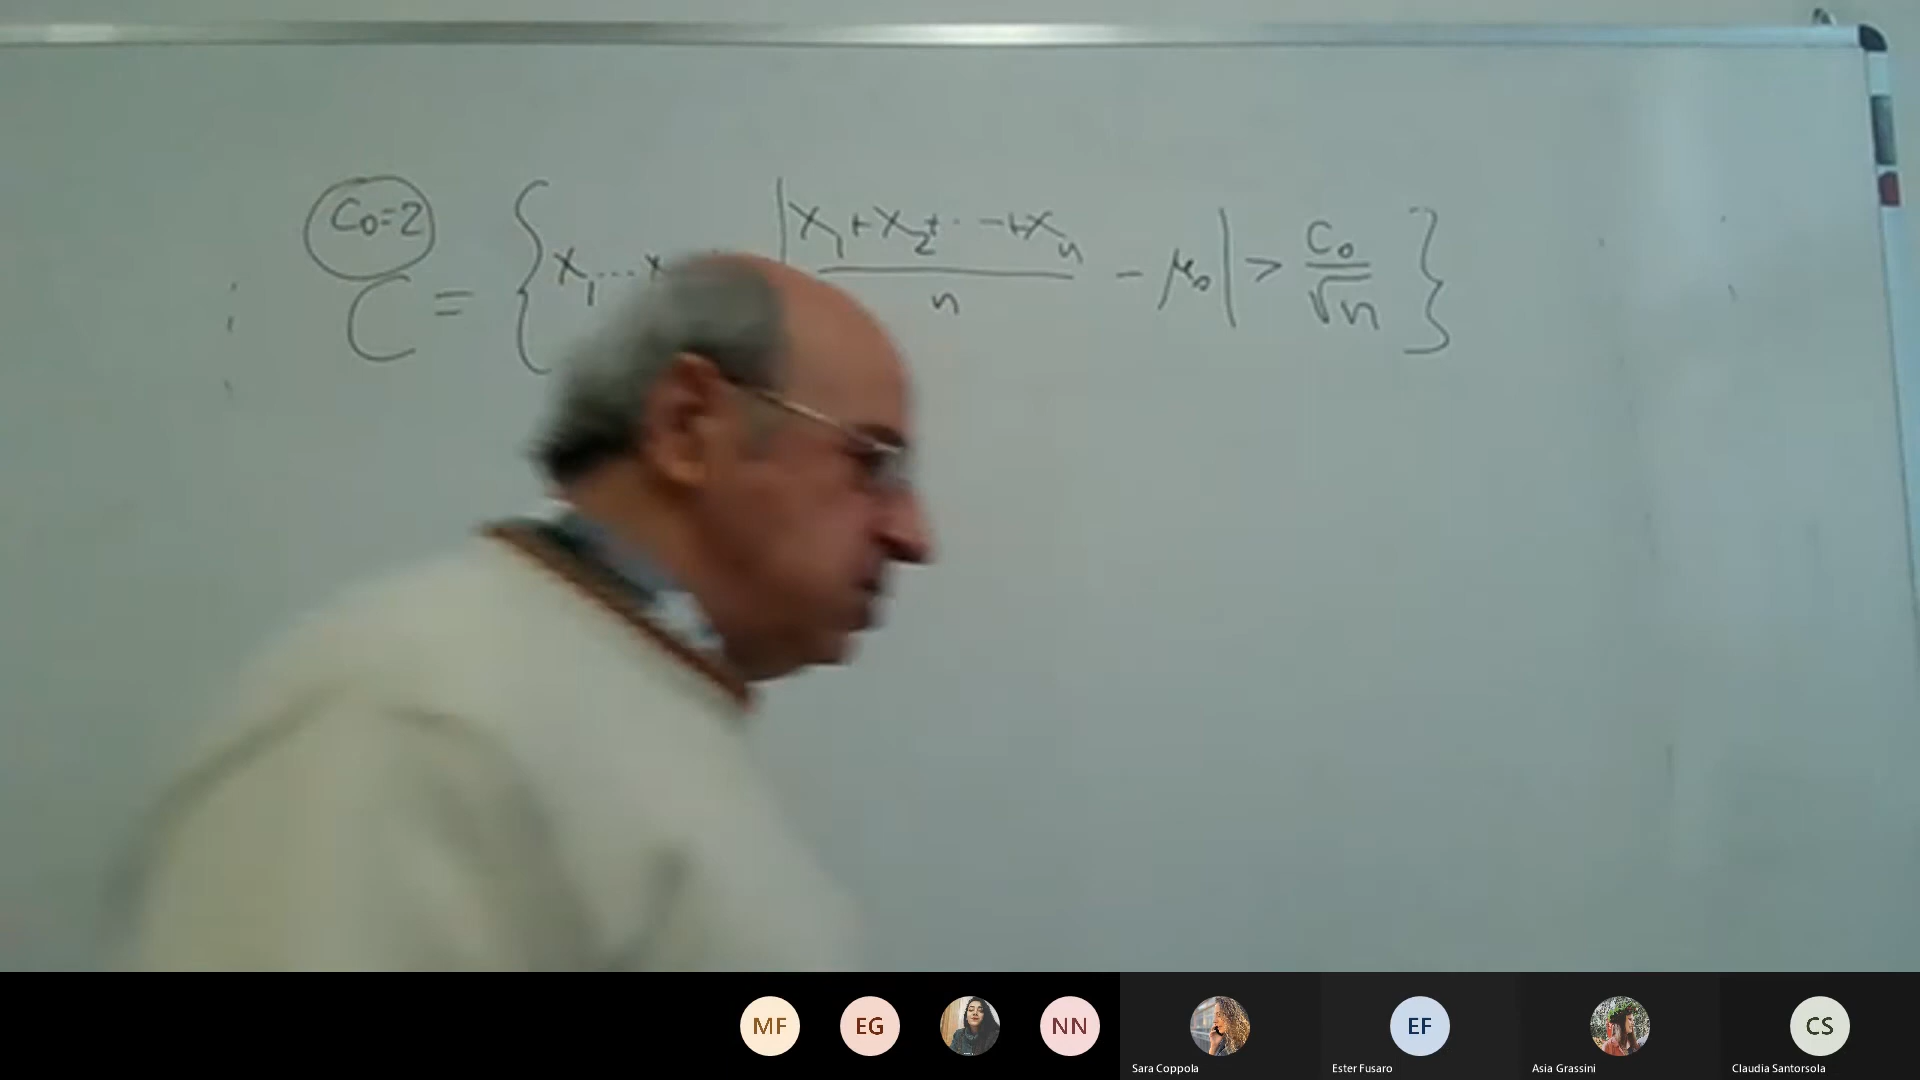 C₀=2
C = { x₁...x | x₁+x₂+...+xₙ / n - μ₀ | > C₀ / √n }
MF EG NN EF CS
Sara Coppola Ester Fusaro Asia Grassini Claudia Santorsola